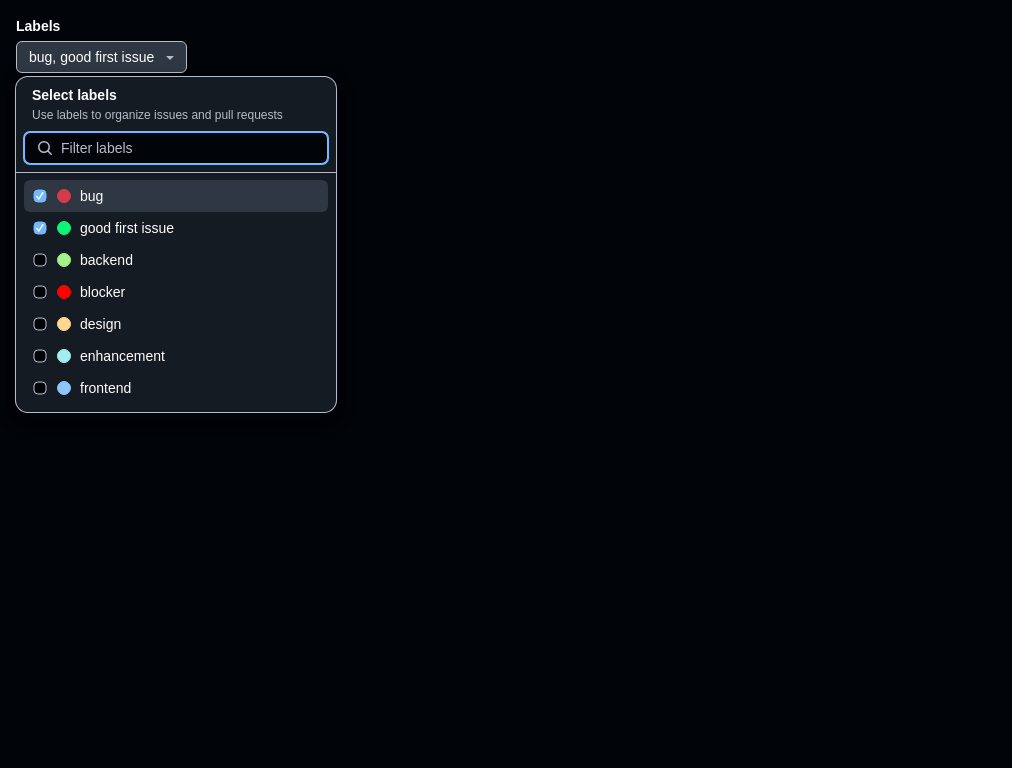 Labels
bug, good first issue
Select labels
Use labels to organize issues and pull requests
Filter labels
bug
good first issue
backend
blocker
design
enhancement
frontend